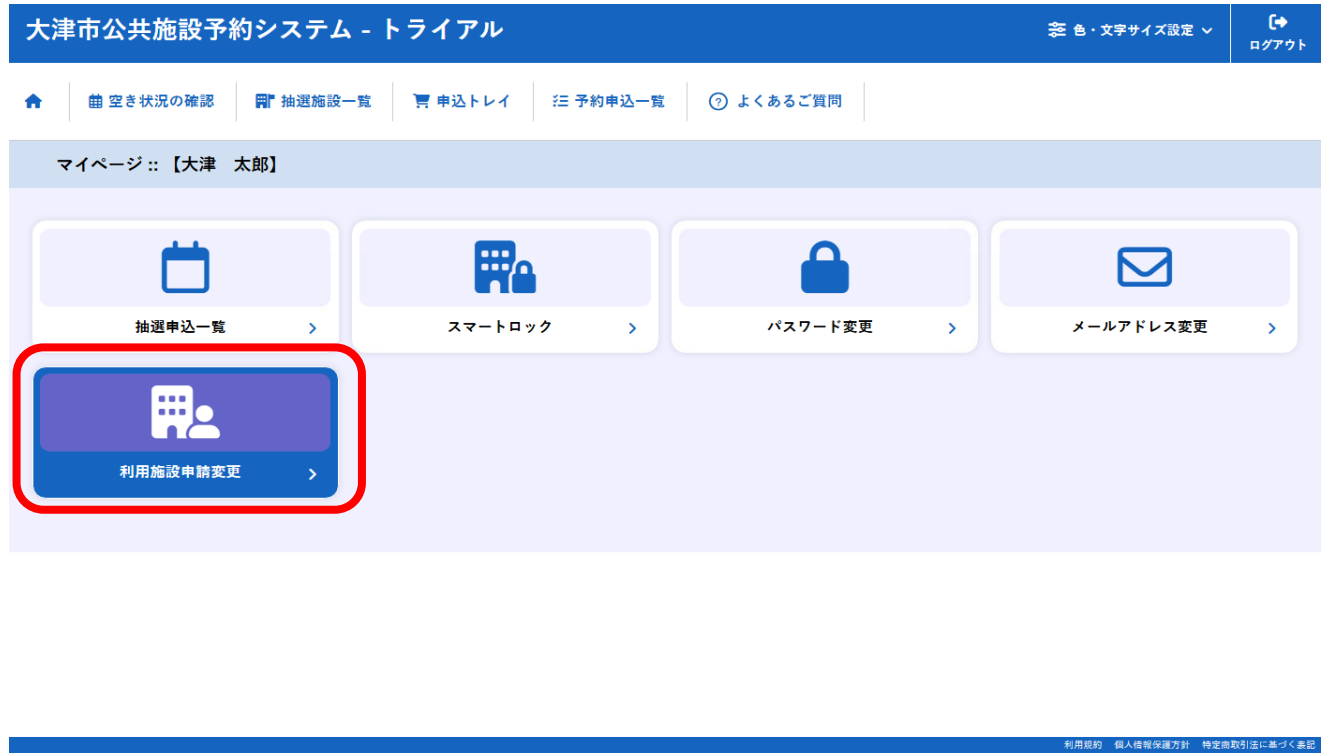 大津市公共施設予約システム - トライアル
色・文字サイズ設定
ログアウト
空き状況の確認
抽選施設一覧
申込トレイ
予約申込一覧
よくあるご質問
マイページ :: 【大津　太郎】
抽選申込一覧
スマートロック
パスワード変更
メールアドレス変更
利用施設申請変更
利用規約 個人情報保護方針 特定商取引法に基づく表記